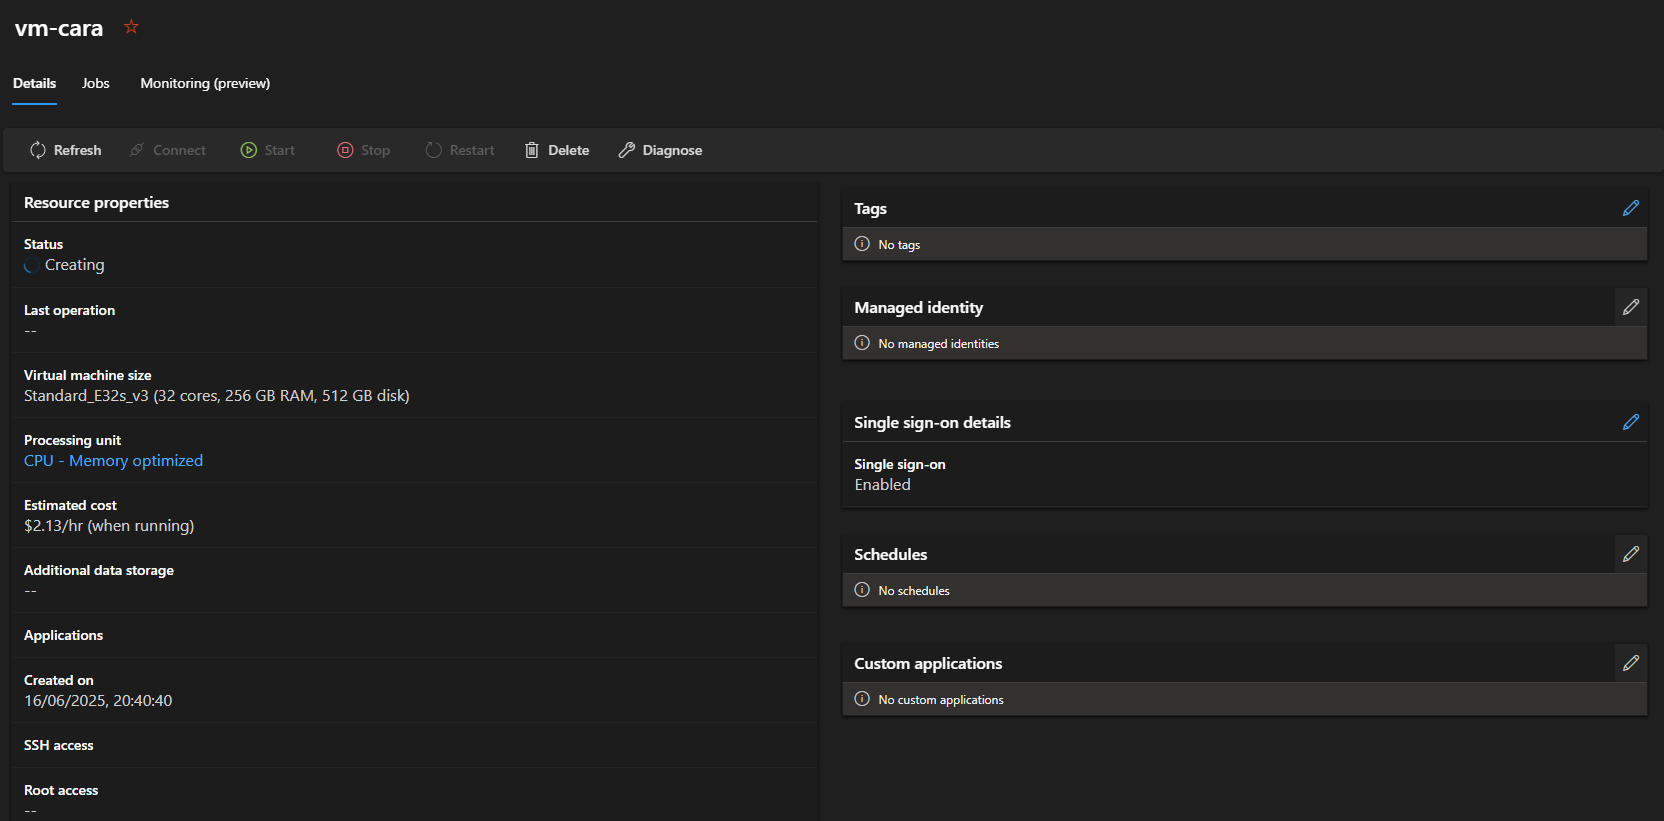 vm-cara
Details Jobs Monitoring (preview)
Refresh Connect Start Stop Restart Delete Diagnose
Resource properties
Status
Creating
Last operation
--
Virtual machine size
Standard_E32s_v3 (32 cores, 256 GB RAM, 512 GB disk)
Processing unit
CPU - Memory optimized
Estimated cost
$2.13/hr (when running)
Additional data storage
--
Applications
Created on
16/06/2025, 20:40:40
SSH access
Root access
--
Tags
No tags
Managed identity
No managed identities
Single sign-on details
Single sign-on
Enabled
Schedules
No schedules
Custom applications
No custom applications